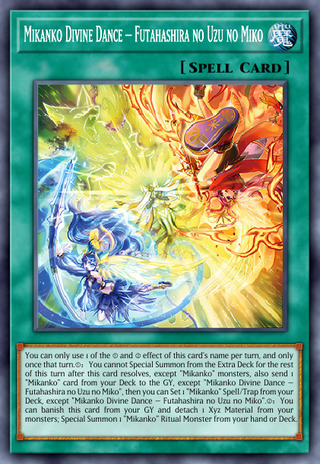 Mikanko Divine Dance – Futahashira no Uzu no Miko
魔
[ Spell Card ]
You can only use 1 of the ① and ② effect of this card's name per turn, and only
once that turn.①: You cannot Special Summon from the Extra Deck for the rest
of this turn after this card resolves, except "Mikanko" monsters, also send 1
"Mikanko" card from your Deck to the GY, except "Mikanko Divine Dance –
Futahashira no Uzu no Miko", then you can Set 1 "Mikanko" Spell/Trap from your
Deck, except "Mikanko Divine Dance – Futahashira no Uzu no Miko".②: You
can banish this card from your GY and detach 1 Xyz Material from your
monsters; Special Summon 1 "Mikanko" Ritual Monster from your hand or Deck.